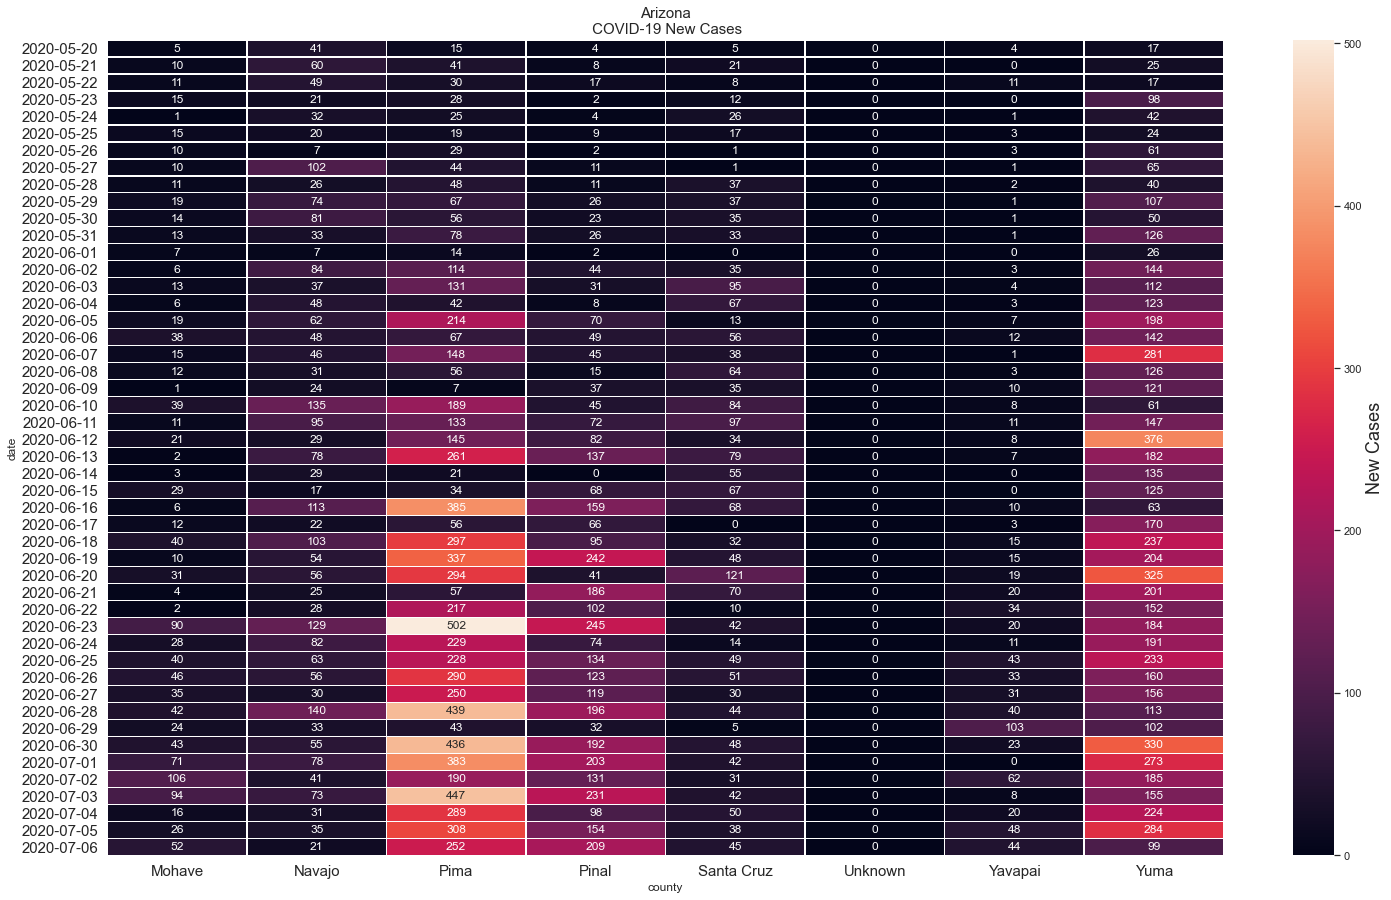 Arizona
COVID-19 New Cases
2020-05-20 5 41 15 4 5 0 4 17
2020-05-21 10 60 41 8 21 0 0 25
2020-05-22 11 49 30 17 8 0 11 17
2020-05-23 15 21 28 2 12 0 0 98
2020-05-24 1 32 25 4 26 0 1 42
2020-05-25 15 20 19 9 17 0 3 24
2020-05-26 10 7 29 2 1 0 3 61
2020-05-27 10 102 44 11 1 0 1 65
2020-05-28 11 26 48 11 37 0 2 40
2020-05-29 19 74 67 26 37 0 1 107
2020-05-30 14 81 56 23 35 0 1 50
2020-05-31 13 33 78 26 33 0 1 126
2020-06-01 7 7 14 2 0 0 0 26
2020-06-02 6 84 114 44 35 0 3 144
2020-06-03 13 37 131 31 95 0 4 112
2020-06-04 6 48 42 8 67 0 3 123
2020-06-05 19 62 214 70 13 0 7 198
2020-06-06 38 48 67 49 56 0 12 142
2020-06-07 15 46 148 45 38 0 1 281
2020-06-08 12 31 56 15 64 0 3 126
2020-06-09 1 24 7 37 35 0 10 121
2020-06-10 39 135 189 45 84 0 8 61
2020-06-11 11 95 133 72 97 0 11 147
2020-06-12 21 29 145 82 34 0 8 376
2020-06-13 2 78 261 137 79 0 7 182
2020-06-14 3 29 21 0 55 0 0 135
2020-06-15 29 17 34 68 67 0 0 125
2020-06-16 6 113 385 159 68 0 10 63
2020-06-17 12 22 56 66 0 0 3 170
2020-06-18 40 103 297 95 32 0 15 237
2020-06-19 10 54 337 242 48 0 15 204
2020-06-20 31 56 294 41 121 0 19 325
2020-06-21 4 25 57 186 70 0 20 201
2020-06-22 2 28 217 102 10 0 34 152
2020-06-23 90 129 502 245 42 0 20 184
2020-06-24 28 82 229 74 14 0 11 191
2020-06-25 40 63 228 134 49 0 43 233
2020-06-26 46 56 290 123 51 0 33 160
2020-06-27 35 30 250 119 30 0 31 156
2020-06-28 42 140 439 196 44 0 40 113
2020-06-29 24 33 43 32 5 0 103 102
2020-06-30 43 55 436 192 48 0 23 330
2020-07-01 71 78 383 203 42 0 0 273
2020-07-02 106 41 190 131 31 0 62 185
2020-07-03 94 73 447 231 42 0 8 155
2020-07-04 16 31 289 98 50 0 20 224
2020-07-05 26 35 308 154 38 0 48 284
2020-07-06 52 21 252 209 45 0 44 99
Mohave Navajo Pima Pinal Santa Cruz Unknown Yavapai Yuma
county
date
500
400
300
200
100
0
New Cases